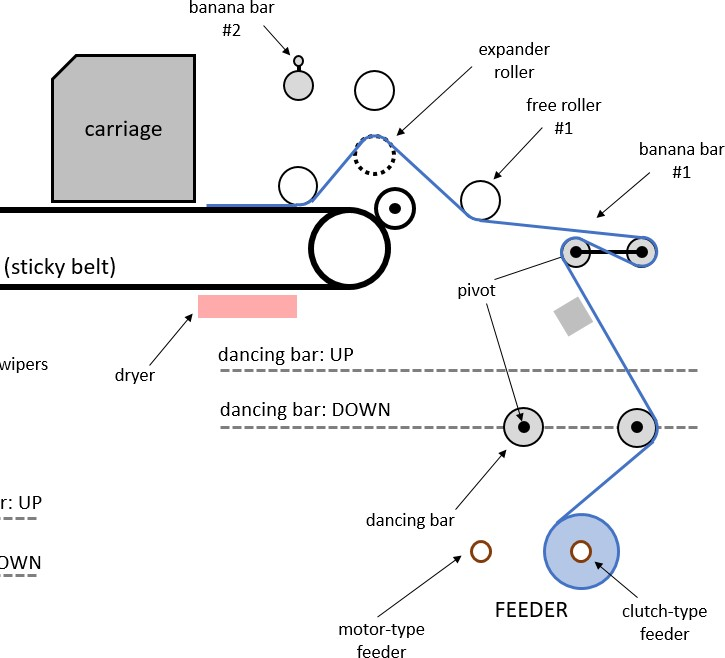 banana bar
#2
expander
roller
free roller
#1
carriage
banana bar
#1
(sticky belt)
pivot
dancing bar: UP
wipers
dryer
dancing bar: DOWN
r: UP
dancing bar
OWN
FEEDER
motor-type
feeder
clutch-type
feeder